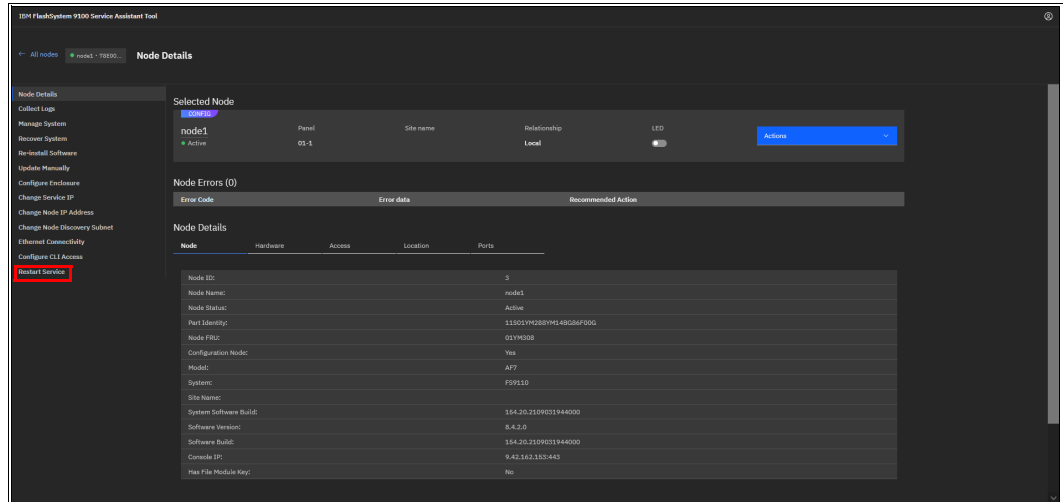 IBM FlashSystem 9100 Service Assistant Tool
← All nodes node1 - 78E00... Node Details
Node Details
Collect Logs
Manage System
Recover System
Re-install Software
Update Manually
Configure Enclosure
Change Service IP
Change Node IP Address
Change Node Discovery Subnet
Ethernet Connectivity
Configure CLI Access
Restart Service
Selected Node
CONFIG
node1
Active
Panel
01-1
Site name
Relationship
Local
LED
Actions
Node Errors (0)
Error Code Error data Recommended Action
Node Details
Node Hardware Access Location Ports
Node ID: 3
Node Name: node1
Node Status: Active
Part Identity: 11S01YM288YM148G86F00G
Node FRU: 01YM308
Configuration Node: Yes
Model: AF7
System: FS9110
Site Name:
System Software Build: 154.20.2109031944000
Software Version: 8.4.2.0
Software Build: 154.20.2109031944000
Console IP: 9.42.162.153:443
Has File Module Key: No